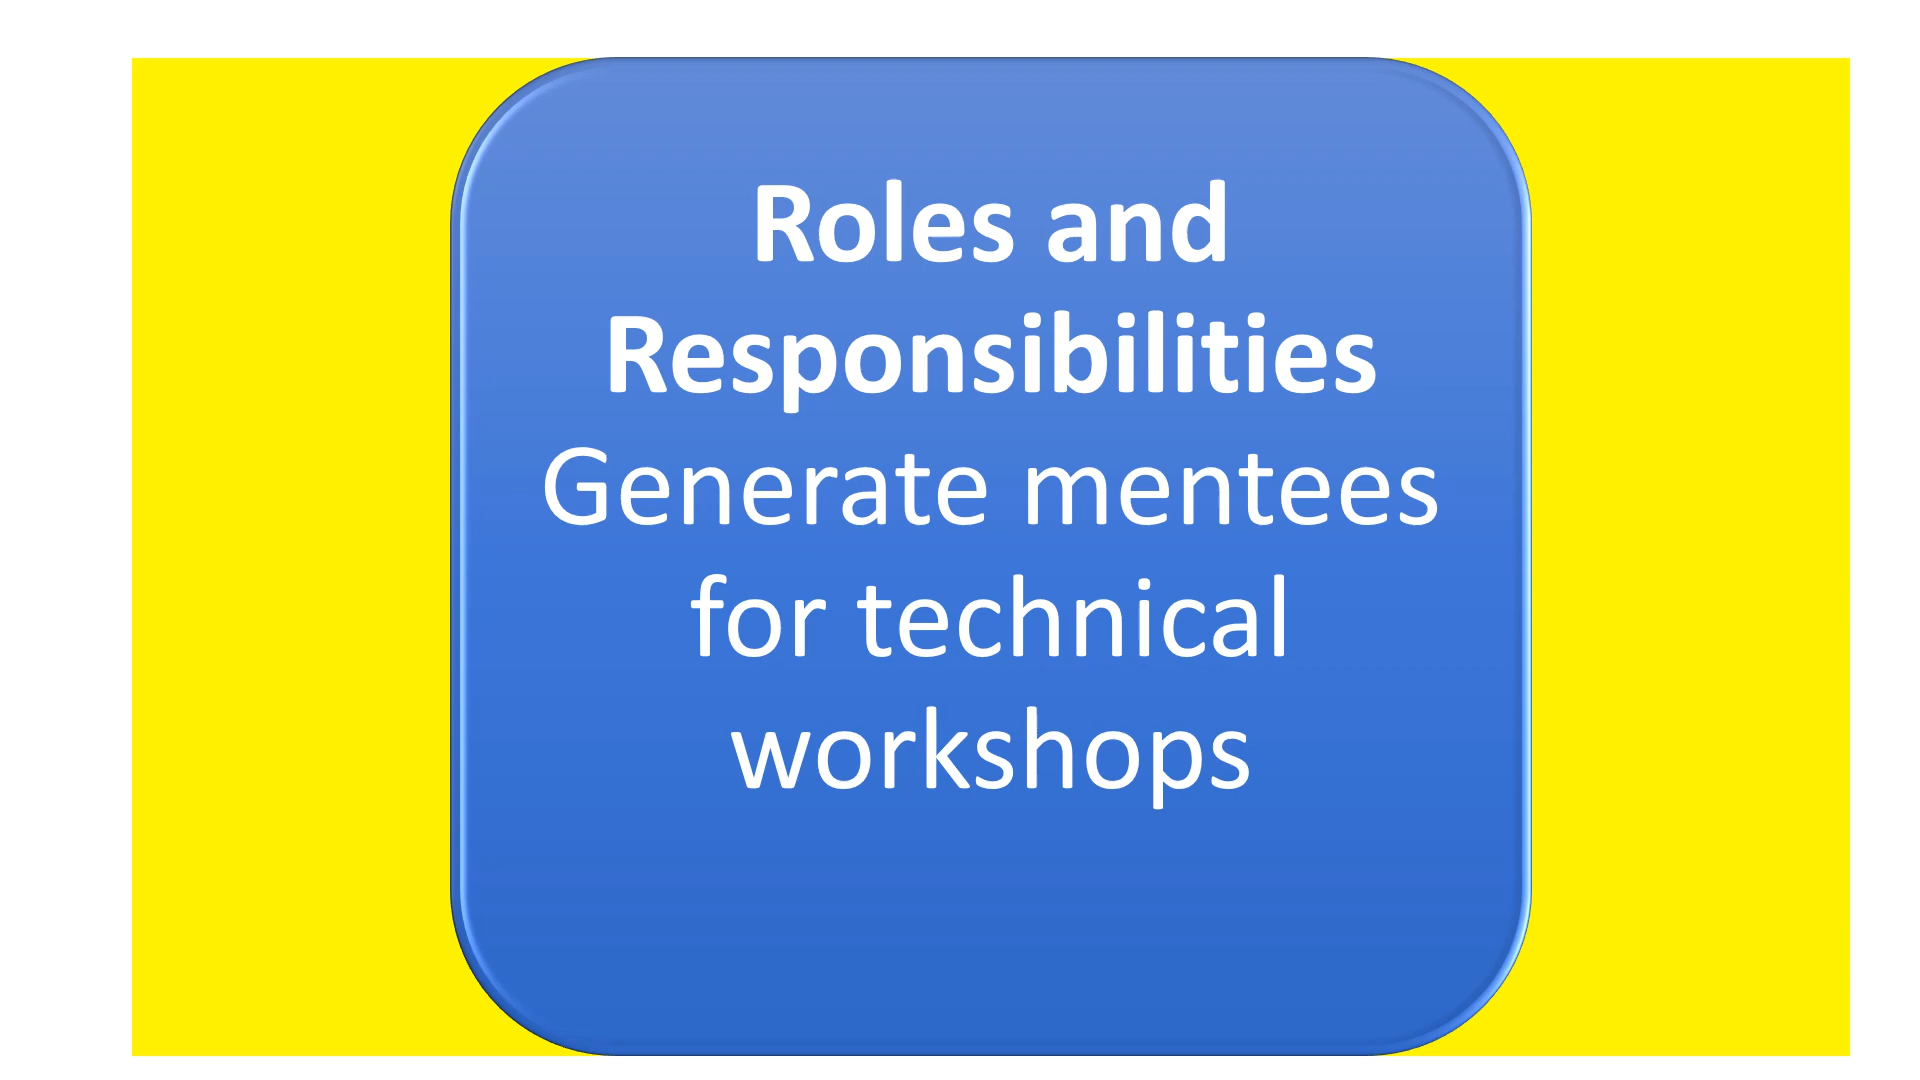 Roles and
Responsibilities
Generate mentees
for technical
workshops